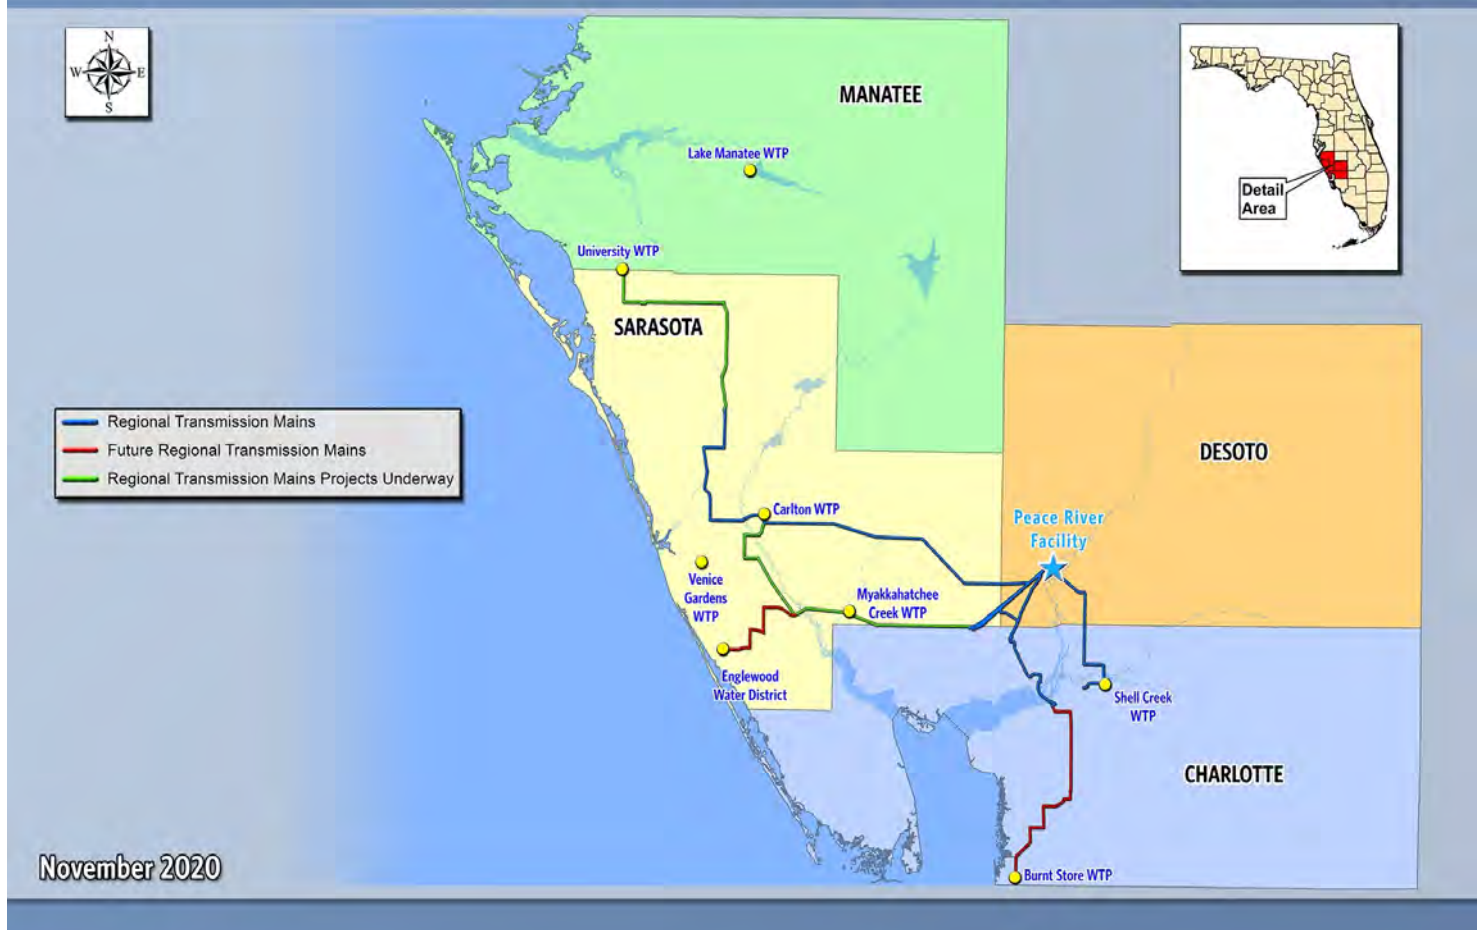 N
W
E
S
MANATEE
Lake Manatee WTP
University WTP
SARASOTA
Detail
Area
Regional Transmission Mains
Future Regional Transmission Mains
Regional Transmission Mains Projects Underway
DESOTO
Carlton WTP
Peace River
Facility
Venice
Gardens
WTP
Myakkahatchee
Creek WTP
Englewood
Water District
Shell Creek
WTP
CHARLOTTE
Burnt Store WTP
November 2020